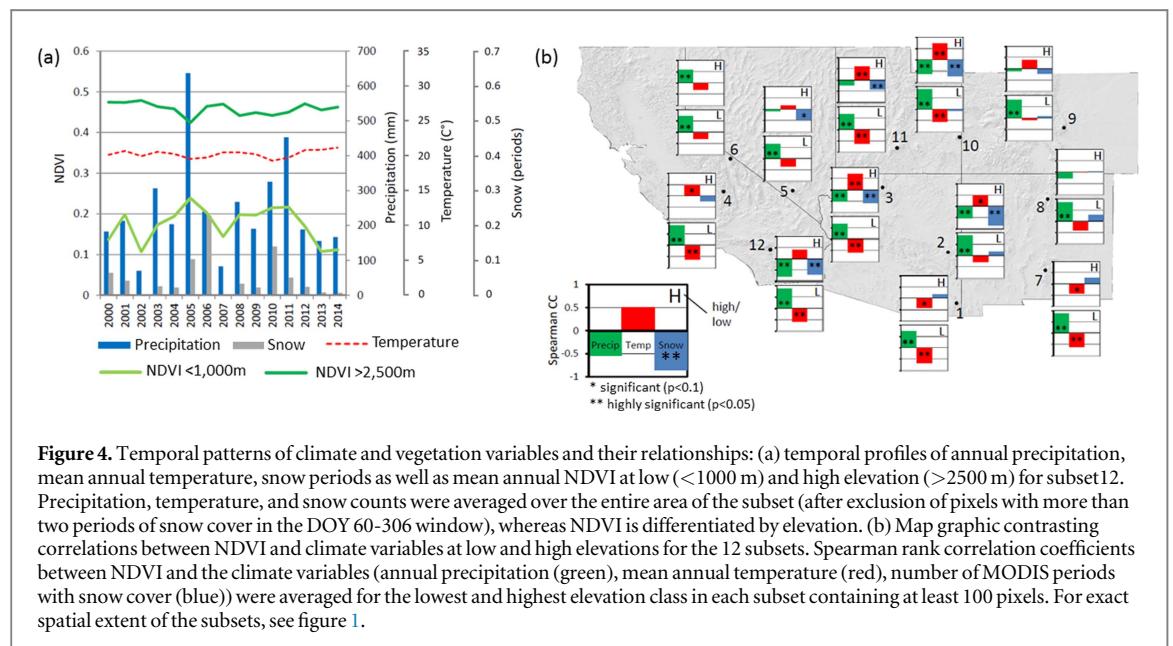 (a)
0.6
0.5
0.4
0.3
0.2
0.1
0
NDVI
700
600
500
400
300
200
100
0
Precipitation (mm)
35
30
25
20
15
10
5
0
Temperature (C°)
0.7
0.6
0.5
0.4
0.3
0.2
0.1
0
Snow (periods)
2000 2001 2002 2003 2004 2005 2006 2007 2008 2009 2010 2011 2012 2013 2014
Precipitation Snow Temperature
NDVI <1,000m NDVI >2,500m
(b)
H
L
6
H
*
L
**
4
H
*
L
**
**
5
H
**
**
L
**
**
11
H
**
**
**
L
**
**
10
H
L
**
9
H
**
**
**
L
**
**
3
H
*
**
**
L
**
2
H
L
**
8
H
*
L
**
**
7
H
*
L
**
**
1
H
**
**
L
**
**
12
1
0.5
0
-0.5
-1
Spearman CC
H
Precip Temp Snow
**
high/
low
* significant (p<0.1)
** highly significant (p<0.05)
Figure 4. Temporal patterns of climate and vegetation variables and their relationships: (a) temporal profiles of annual precipitation,
mean annual temperature, snow periods as well as mean annual NDVI at low (<1000 m) and high elevation (>2500 m) for subset12.
Precipitation, temperature, and snow counts were averaged over the entire area of the subset (after exclusion of pixels with more than
two periods of snow cover in the DOY 60-306 window), whereas NDVI is differentiated by elevation. (b) Map graphic contrasting
correlations between NDVI and climate variables at low and high elevations for the 12 subsets. Spearman rank correlation coefficients
between NDVI and the climate variables (annual precipitation (green), mean annual temperature (red), number of MODIS periods
with snow cover (blue)) were averaged for the lowest and highest elevation class in each subset containing at least 100 pixels. For exact
spatial extent of the subsets, see figure 1.